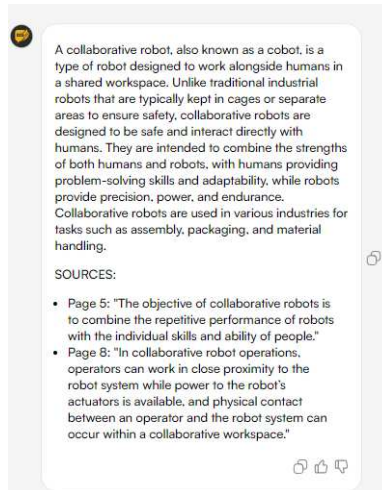 A collaborative robot, also known as a cobot, is a
type of robot designed to work alongside humans in
a shared workspace. Unlike traditional industrial
robots that are typically kept in cages or separate
areas to ensure safety, collaborative robots are
designed to be safe and interact directly with
humans. They are intended to combine the strengths
of both humans and robots, with humans providing
problem-solving skills and adaptability, while robots
provide precision, power, and endurance.
Collaborative robots are used in various industries for
tasks such as assembly, packaging, and material
handling.
SOURCES:
• Page 5: "The objective of collaborative robots is
to combine the repetitive performance of robots
with the individual skills and ability of people."
• Page 8: "In collaborative robot operations,
operators can work in close proximity to the
robot system while power to the robot's
actuators is available, and physical contact
between an operator and the robot system can
occur within a collaborative workspace."